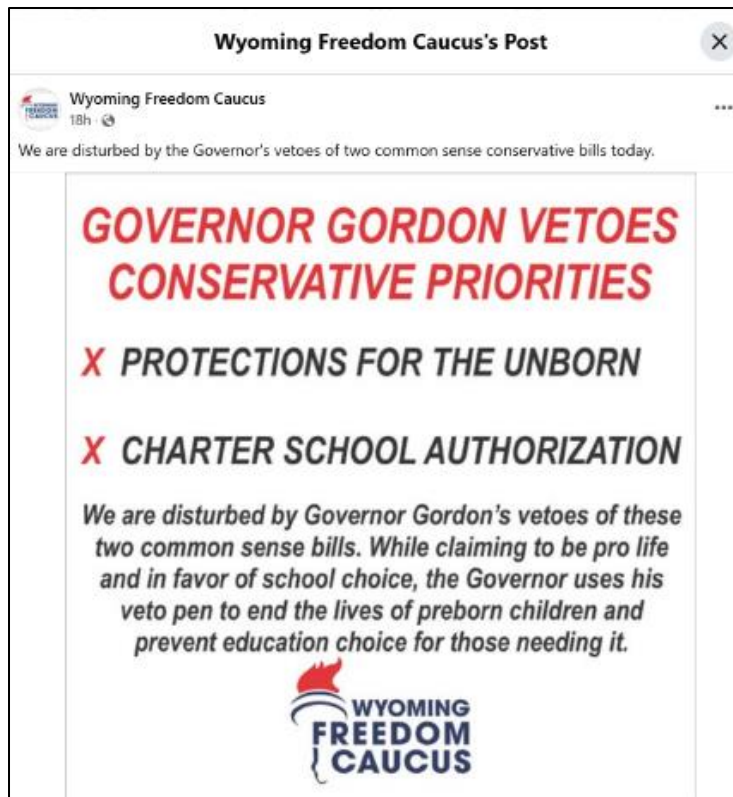 Wyoming Freedom Caucus's Post
Wyoming Freedom Caucus
18h
We are disturbed by the Governor's vetoes of two common sense conservative bills today.
GOVERNOR GORDON VETOES
CONSERVATIVE PRIORITIES
X PROTECTIONS FOR THE UNBORN
X CHARTER SCHOOL AUTHORIZATION
We are disturbed by Governor Gordon's vetoes of these
two common sense bills. While claiming to be pro life
and in favor of school choice, the Governor uses his
veto pen to end the lives of preborn children and
prevent education choice for those needing it.
WYOMING
FREEDOM
CAUCUS